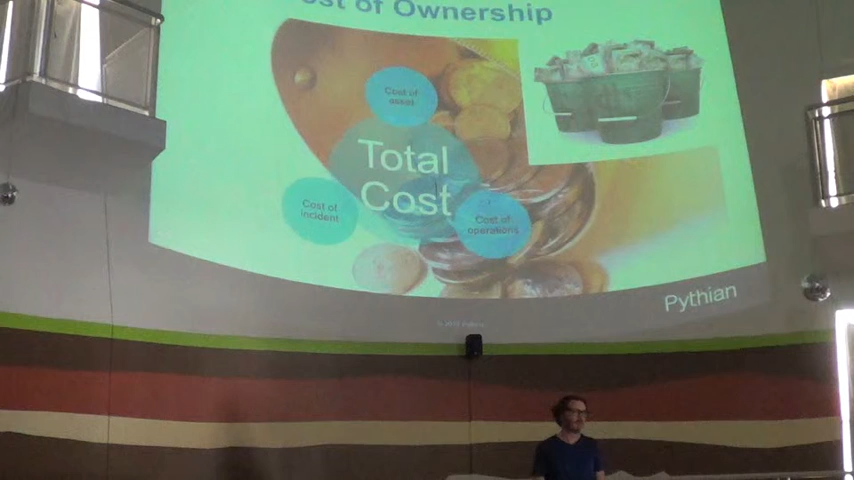 ost of Ownership
Cost of
asset
Total
Cost
Cost of
incident
Cost of
operations
Pythian